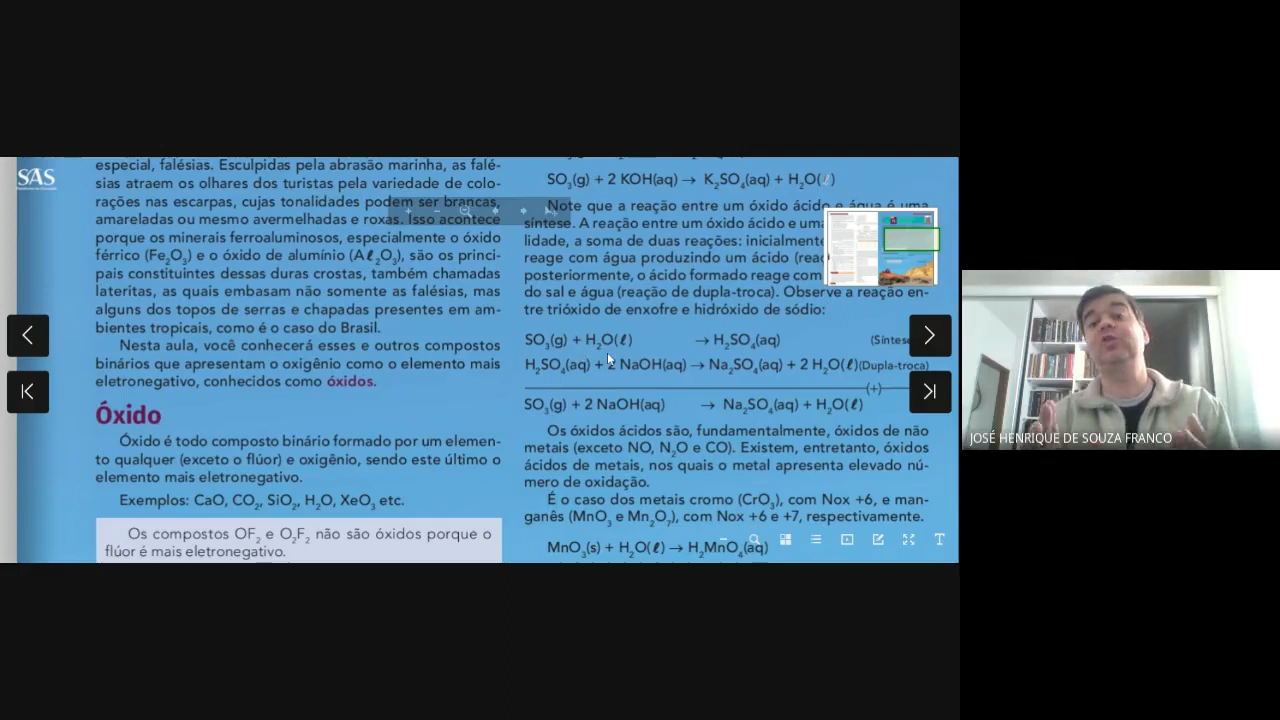 SAS
especial, falésias. Esculpidas pela abrasão marinha, as falé-
sias atraem os olhares dos turistas pela variedade de colo-
rações nas escarpas, cujas tonalidades podem ser brancas,
amareladas ou mesmo avermelhadas e roxas. Isso acontece
porque os minerais ferroaluminosos, especialmente o óxido
férrico (Fe₂O₃) e o óxido de alumínio (Aℓ₂O₃), são os princi-
pais constituintes dessas duras crostas, também chamadas
lateritas, as quais embasam não somente as falésias, mas
alguns dos topos de serras e chapadas presentes em am-
bientes tropicais, como é o caso do Brasil.
Nesta aula, você conhecerá esses e outros compostos
binários que apresentam o oxigênio como o elemento mais
eletronegativo, conhecidos como óxidos.
Óxido
Óxido é todo composto binário formado por um elemen-
to qualquer (exceto o flúor) e oxigênio, sendo este último o
elemento mais eletronegativo.
Exemplos: CaO, CO₂, SiO₂, H₂O, XeO₃ etc.
Os compostos OF₂ e O₂F₂ não são óxidos porque o
flúor é mais eletronegativo.
SO₃(g) + 2 KOH(aq) → K₂SO₄(aq) + H₂O(ℓ)
Note que a reação entre um óxido ácido e água é uma
síntese. A reação entre um óxido ácido e uma
lidade, a soma de duas reações: inicialmente
reage com água produzindo um ácido (reaç
posteriormente, o ácido formado reage com
do sal e água (reação de dupla-troca). Observe a reação en-
tre trióxido de enxofre e hidróxido de sódio:
SO₃(g) + H₂O(ℓ) → H₂SO₄(aq) (Síntese
H₂SO₄(aq) + 2 NaOH(aq) → Na₂SO₄(aq) + 2 H₂O(ℓ)(Dupla-troca)
(+)
SO₃(g) + 2 NaOH(aq) → Na₂SO₄(aq) + H₂O(ℓ)
Os óxidos ácidos são, fundamentalmente, óxidos de não
metais (exceto NO, N₂O e CO). Existem, entretanto, óxidos
ácidos de metais, nos quais o metal apresenta elevado nú-
mero de oxidação.
É o caso dos metais cromo (CrO₃), com Nox +6, e man-
ganês (MnO₃ e Mn₂O₇), com Nox +6 e +7, respectivamente.
MnO₃(s) + H₂O(ℓ) → H₂MnO₄(aq)
JOSÉ HENRIQUE DE SOUZA FRANCO